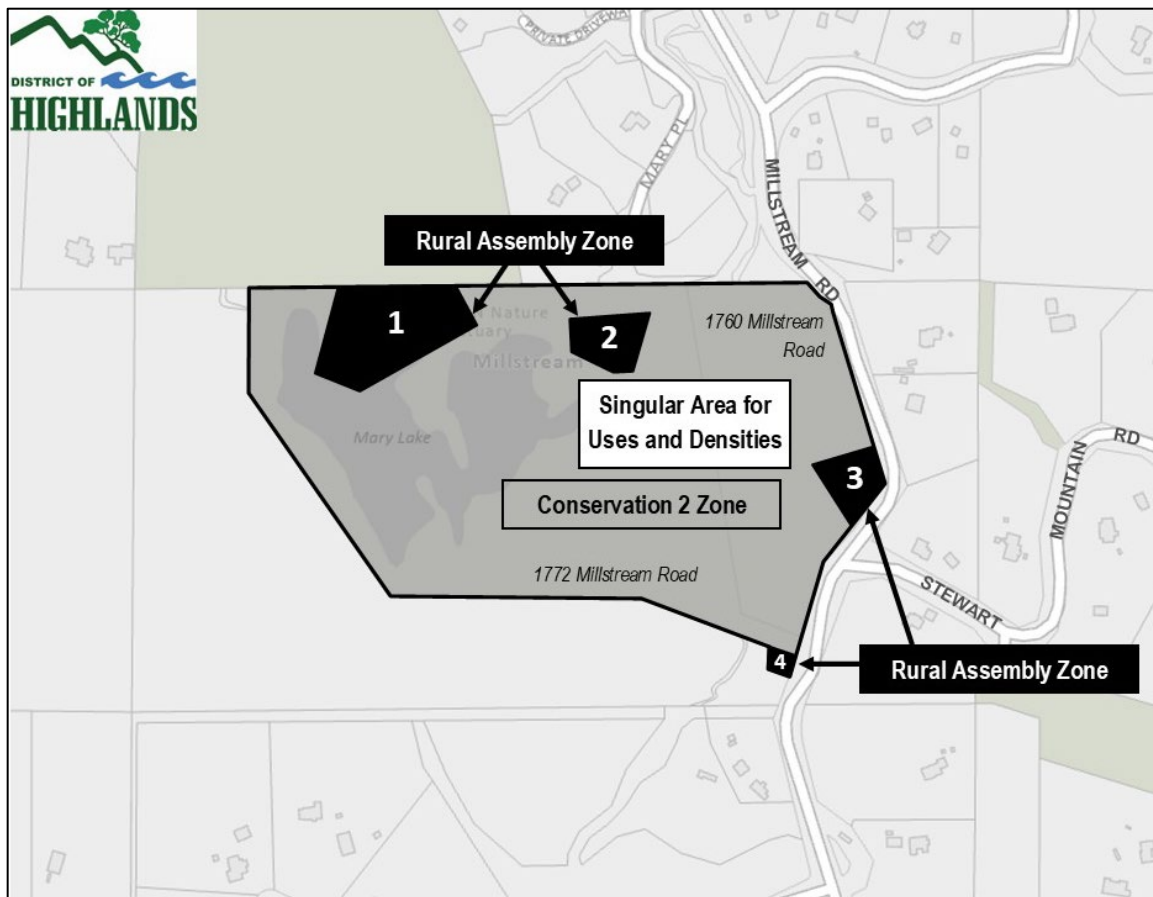 DISTRICT OF
HIGHLANDS
PRIVATE DRIVEWAY
MARY PL
MILLSTREAM RD
Rural Assembly Zone
1
2
Nature
Millstream
1760 Millstream
Road
Singular Area for
Uses and Densities
Mary Lake
3
Conservation 2 Zone
MOUNTAIN RD
1772 Millstream Road
STEWART
4
Rural Assembly Zone